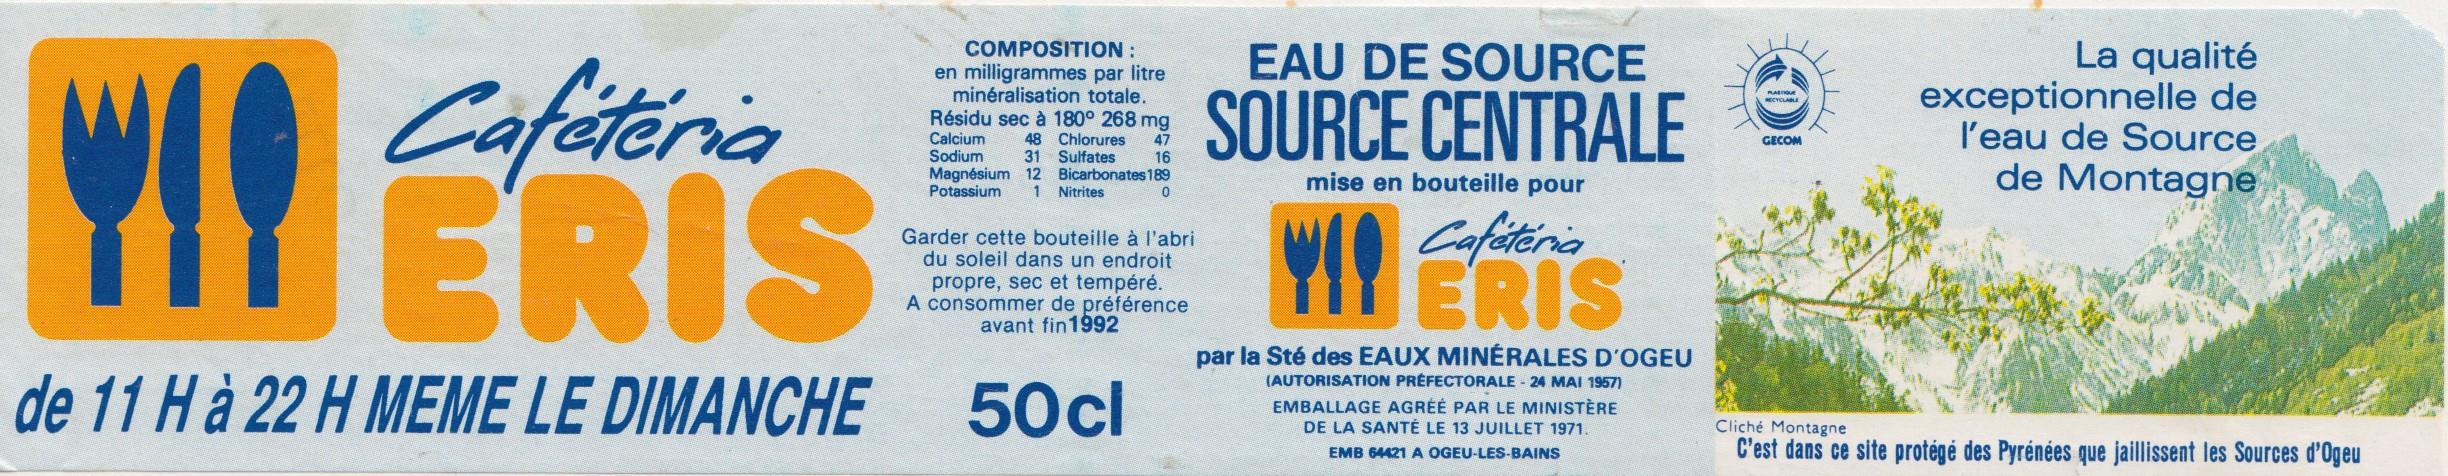 Cafétéria
ERIS
de 11 H à 22 H MEME LE DIMANCHE
COMPOSITION :
en milligrammes par litre
minéralisation totale.
Résidu sec à 180º 268 mg
Calcium 48 Chlorures 47
Sodium 31 Sulfates 16
Magnésium 12 Bicarbonates 189
Potassium 1 Nitrites 0
Garder cette bouteille à l'abri
du soleil dans un endroit
propre, sec et tempéré.
A consommer de préférence
avant fin 1992
50 cl
EAU DE SOURCE
SOURCE CENTRALE
mise en bouteille pour
Cafétéria
ERIS
par la Sté des EAUX MINÉRALES D'OGEU
(AUTORISATION PRÉFECTORALE - 24 MAI 1957)
EMBALLAGE AGRÉÉ PAR LE MINISTÈRE
DE LA SANTÉ LE 13 JUILLET 1971.
EMB 64421 A OGEU-LES-BAINS
PLASTIQUE
RECYCLABLE
GECOM
La qualité
exceptionnelle de
l'eau de Source
de Montagne
Cliché Montagne
C'est dans ce site protégé des Pyrénées que jaillissent les Sources d'Ogeu